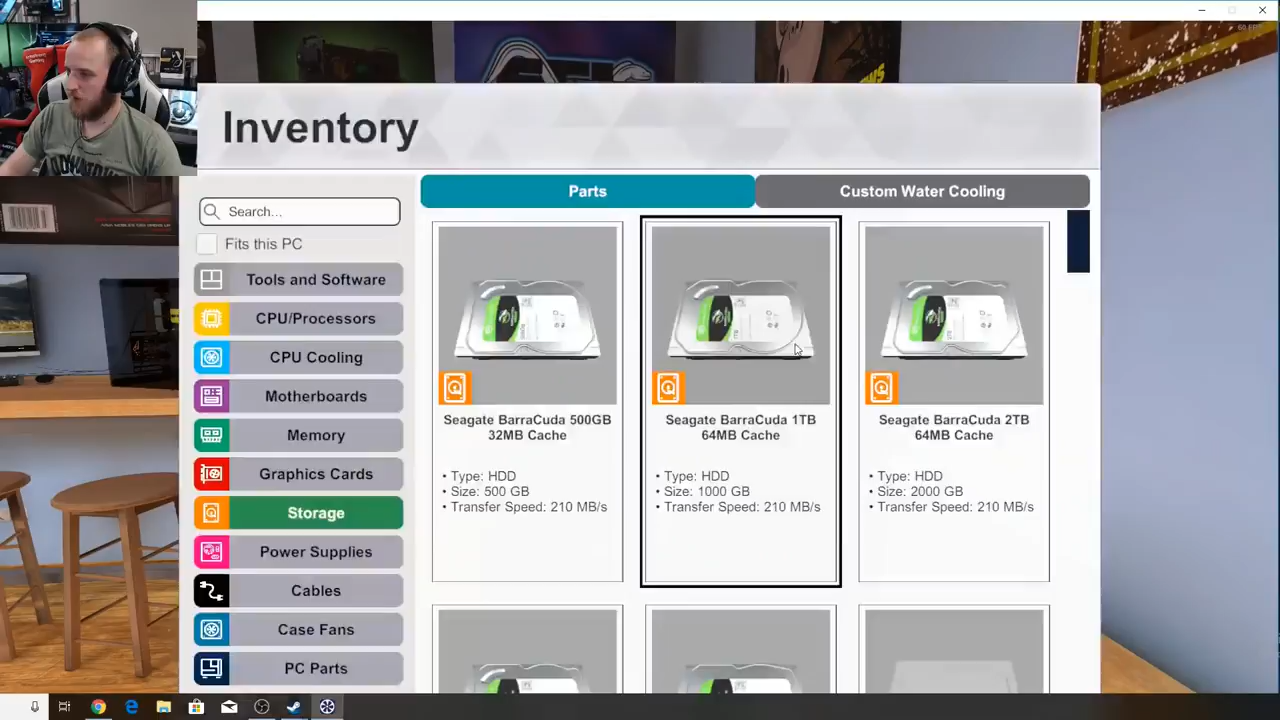 60 FPS
Inventory
Parts
Custom Water Cooling
Search...
Fits this PC
Tools and Software
CPU/Processors
CPU Cooling
Motherboards
Memory
Graphics Cards
Storage
Power Supplies
Cables
Case Fans
PC Parts
Seagate BarraCuda 500GB
32MB Cache
• Type: HDD
• Size: 500 GB
• Transfer Speed: 210 MB/s
Seagate BarraCuda 1TB
64MB Cache
• Type: HDD
• Size: 1000 GB
• Transfer Speed: 210 MB/s
Seagate BarraCuda 2TB
64MB Cache
• Type: HDD
• Size: 2000 GB
• Transfer Speed: 210 MB/s